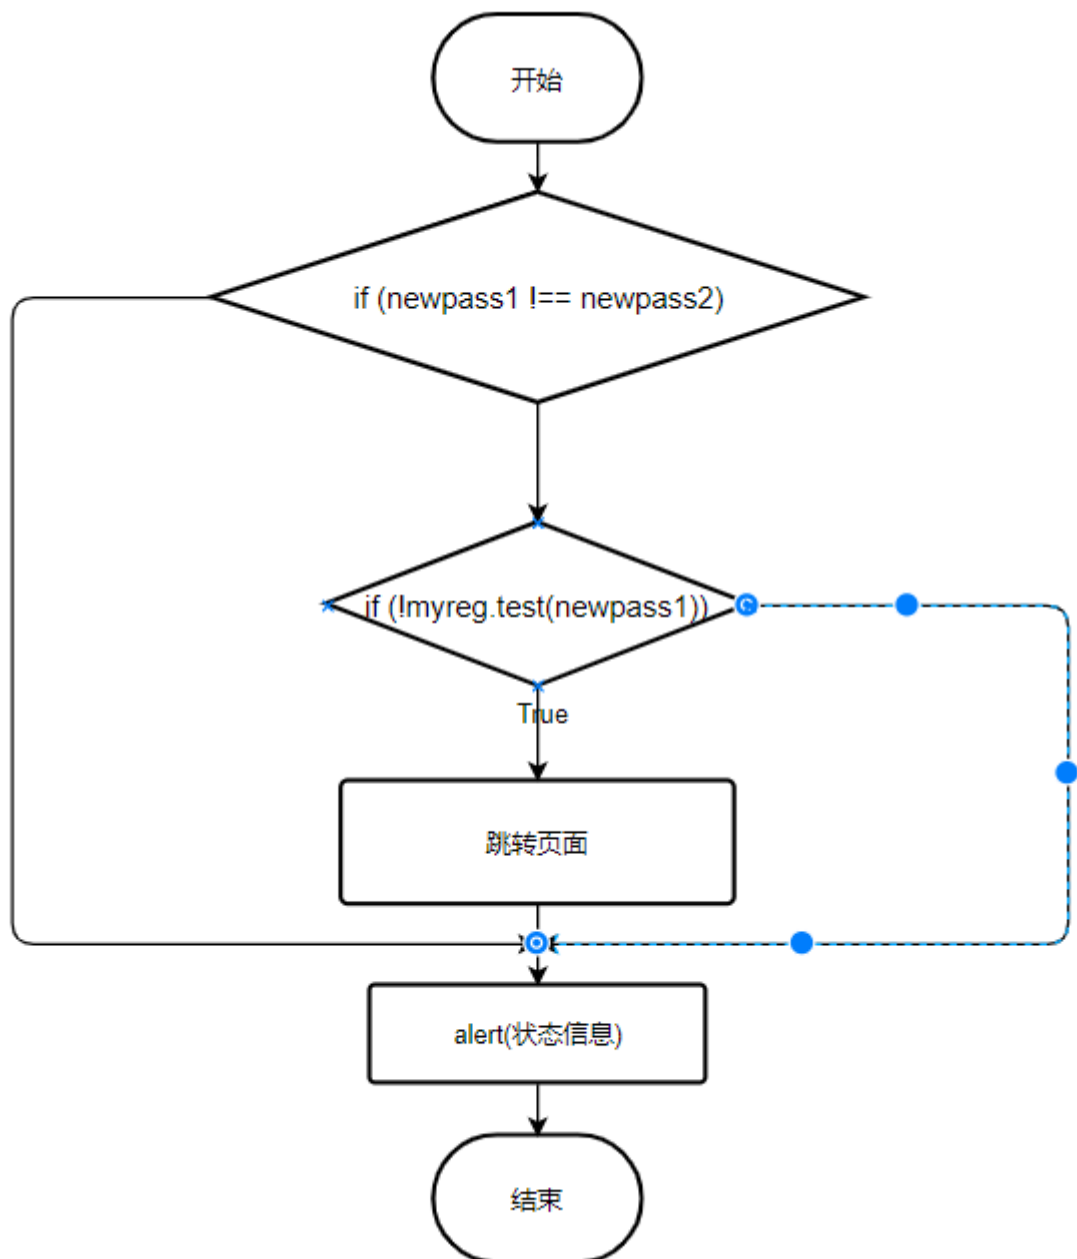 开始
if (newpass1 !== newpass2)
if (!myreg.test(newpass1))
True
跳转页面
alert(状态信息)
结束